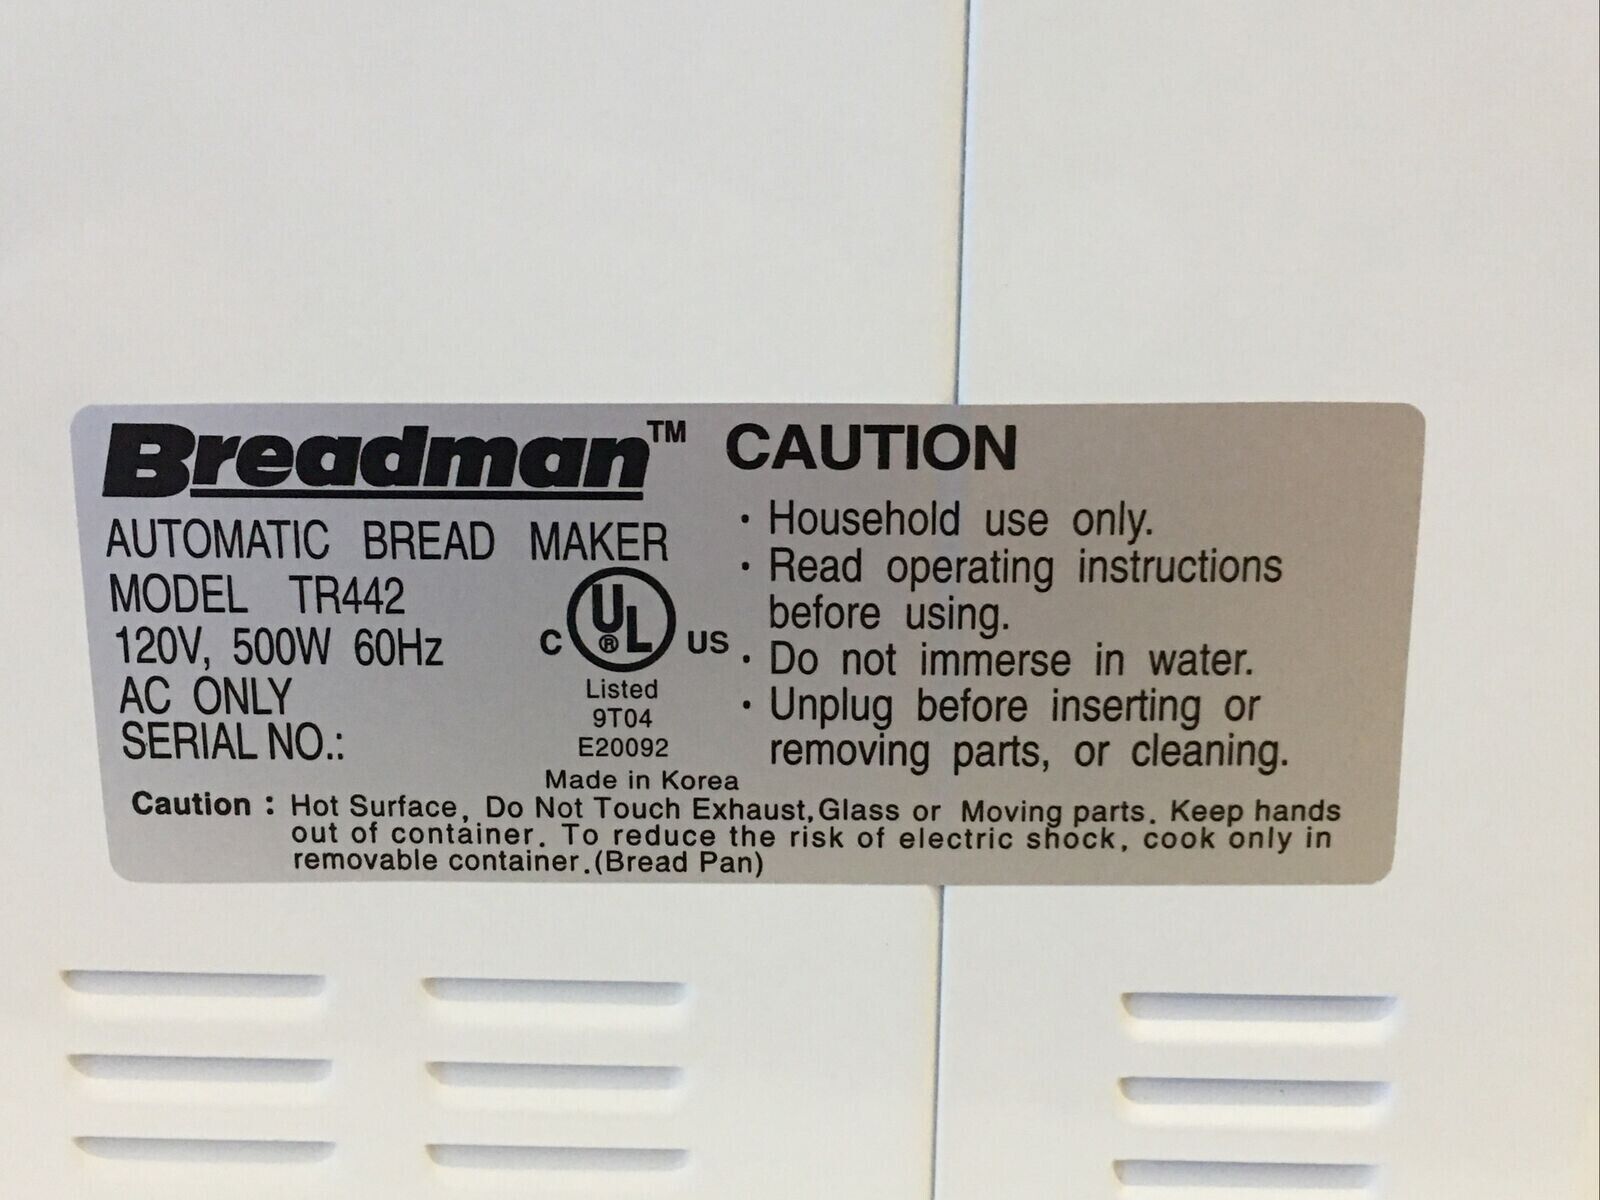 Breadman™
AUTOMATIC BREAD MAKER
MODEL TR442
120V, 500W 60Hz
AC ONLY
SERIAL NO.:
C UL® US
Listed
9T04
E20092
Made in Korea
CAUTION
· Household use only.
· Read operating instructions
before using.
· Do not immerse in water.
· Unplug before inserting or
removing parts, or cleaning.
Caution : Hot Surface, Do Not Touch Exhaust,Glass or Moving parts. Keep hands
out of container. To reduce the risk of electric shock, cook only in
removable container.(Bread Pan)